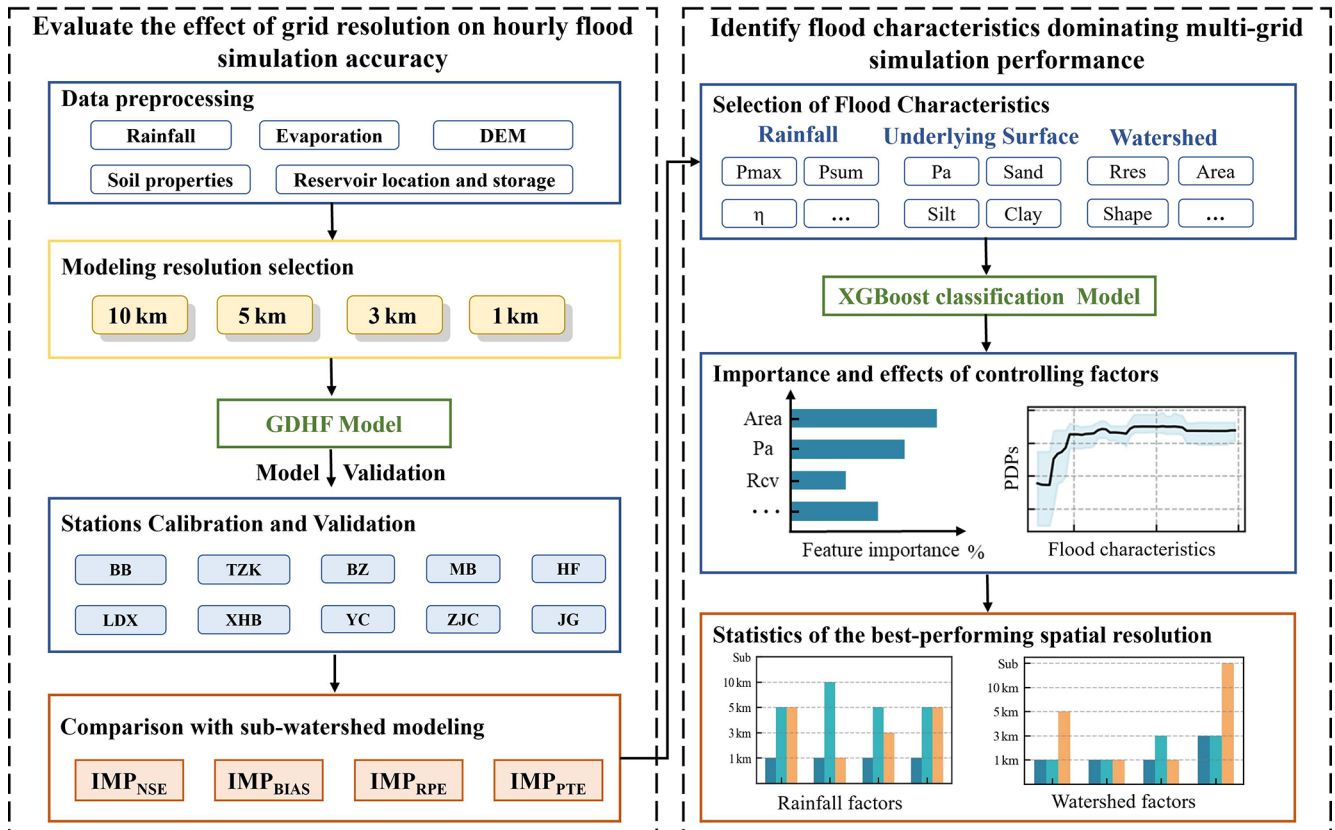 Evaluate the effect of grid resolution on hourly flood
simulation accuracy
Data preprocessing
Rainfall
Evaporation
DEM
Soil properties
Reservoir location and storage
Modeling resolution selection
10 km
5 km
3 km
1 km
GDHF Model
Model Validation
Stations Calibration and Validation
BB
TZK
BZ
MB
HF
LDX
XHB
YC
ZJC
JG
Comparison with sub-watershed modeling
IMP_NSE
IMP_BIAS
IMP_RPE
IMP_PTE
Identify flood characteristics dominating multi-grid
simulation performance
Selection of Flood Characteristics
Rainfall
Underlying Surface
Watershed
Pmax
Psum
Pa
Sand
Rres
Area
η
...
Silt
Clay
Shape
...
XGBoost classification Model
Importance and effects of controlling factors
Area
Pa
Rcv
...
Feature importance %
PDPs
Flood characteristics
Statistics of the best-performing spatial resolution
Sub
10 km
5 km
3 km
1 km
Rainfall factors
Sub
10 km
5 km
3 km
1 km
Watershed factors